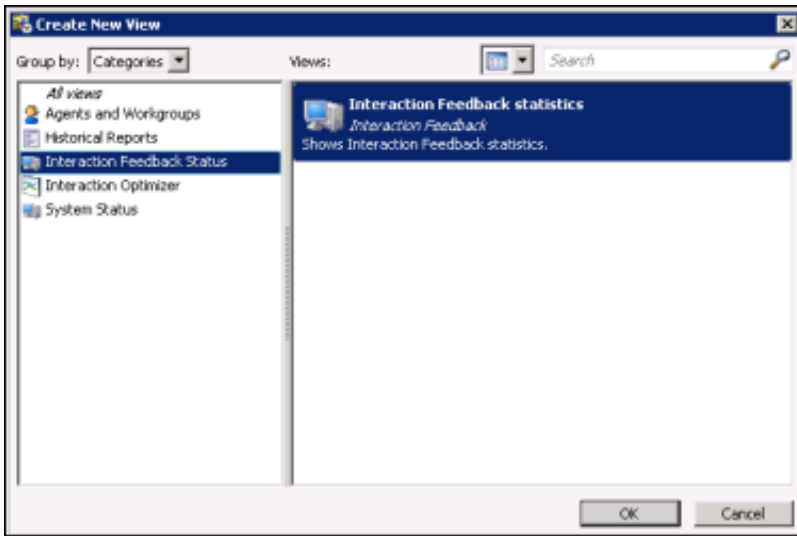 Create New View
Group by: Categories
Views:
Search
All views
Agents and Workgroups
Historical Reports
Interaction Feedback Status
Interaction Optimizer
System Status
Interaction Feedback statistics
Interaction Feedback
Shows Interaction Feedback statistics.
OK
Cancel